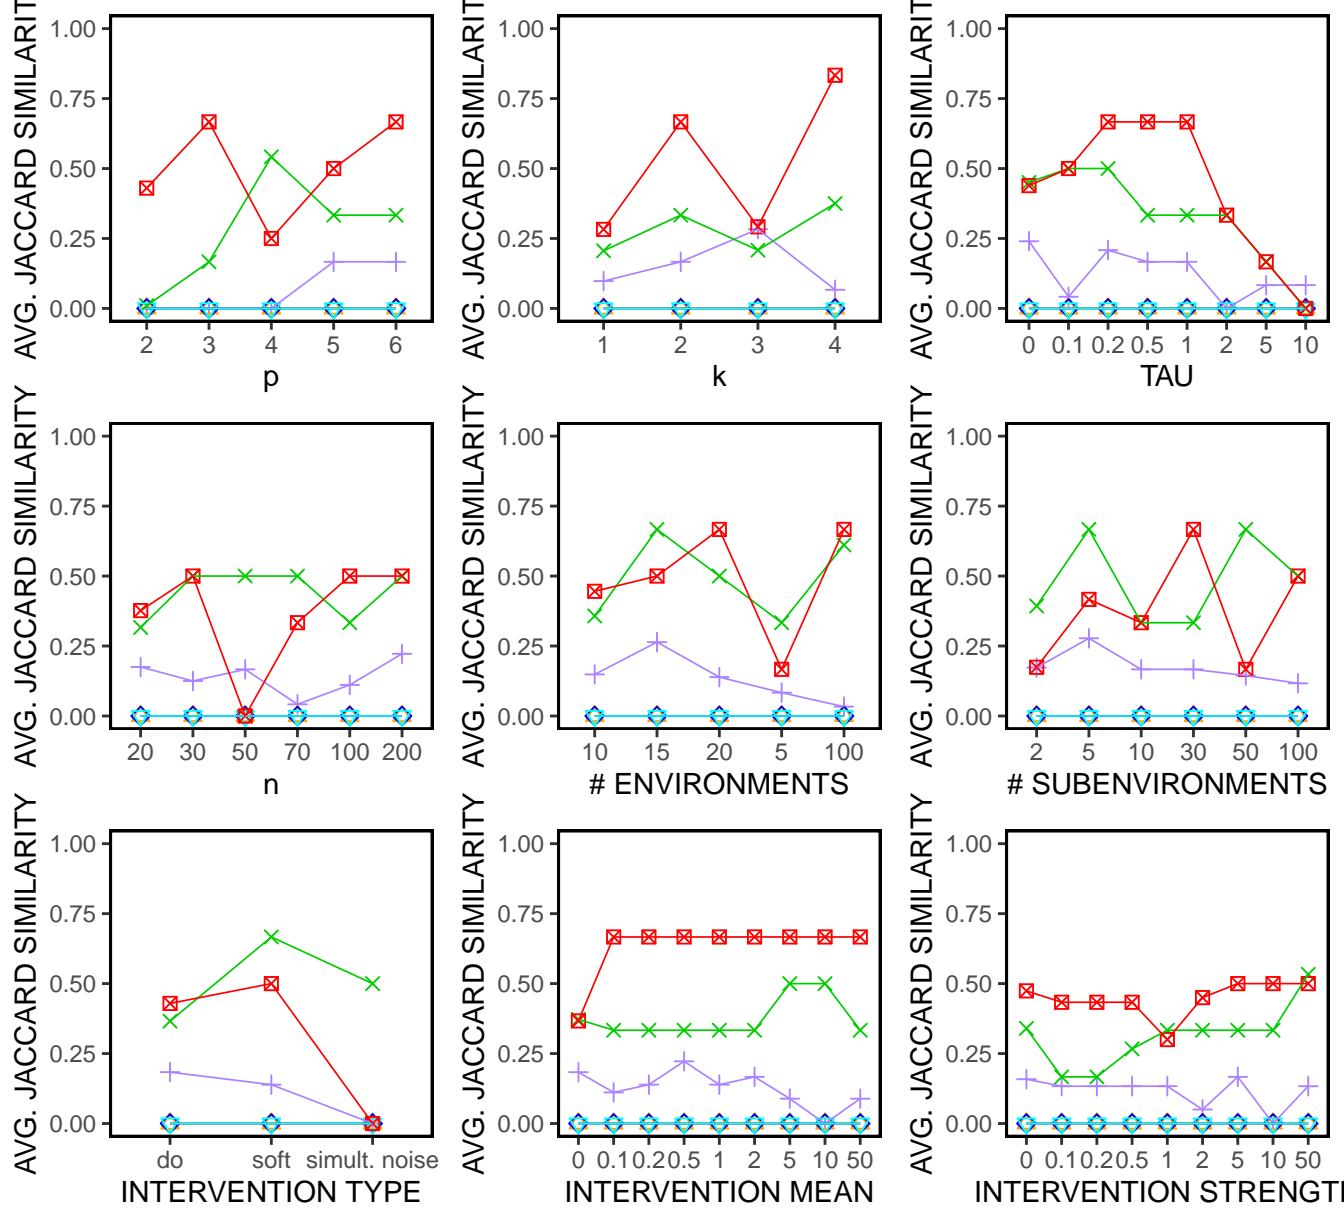 AVG. JACCARD SIMILARITY
1.00
0.75
0.50
0.25
0.00
2 3 4 5 6
p
AVG. JACCARD SIMILARITY
1.00
0.75
0.50
0.25
0.00
1 2 3 4
k
AVG. JACCARD SIMILARITY
1.00
0.75
0.50
0.25
0.00
0 0.1 0.2 0.5 1 2 5 10
TAU
AVG. JACCARD SIMILARITY
1.00
0.75
0.50
0.25
0.00
20 30 50 70 100 200
n
AVG. JACCARD SIMILARITY
1.00
0.75
0.50
0.25
0.00
10 15 20 5 100
# ENVIRONMENTS
AVG. JACCARD SIMILARITY
1.00
0.75
0.50
0.25
0.00
2 5 10 30 50 100
# SUBENVIRONMENTS
AVG. JACCARD SIMILARITY
1.00
0.75
0.50
0.25
0.00
do soft simult. noise
INTERVENTION TYPE
AVG. JACCARD SIMILARITY
1.00
0.75
0.50
0.25
0.00
0 0.1 0.2 0.5 1 2 5 10 50
INTERVENTION MEAN
AVG. JACCARD SIMILARITY
1.00
0.75
0.50
0.25
0.00
0 0.1 0.2 0.5 1 2 5 10 50
INTERVENTION STRENGT